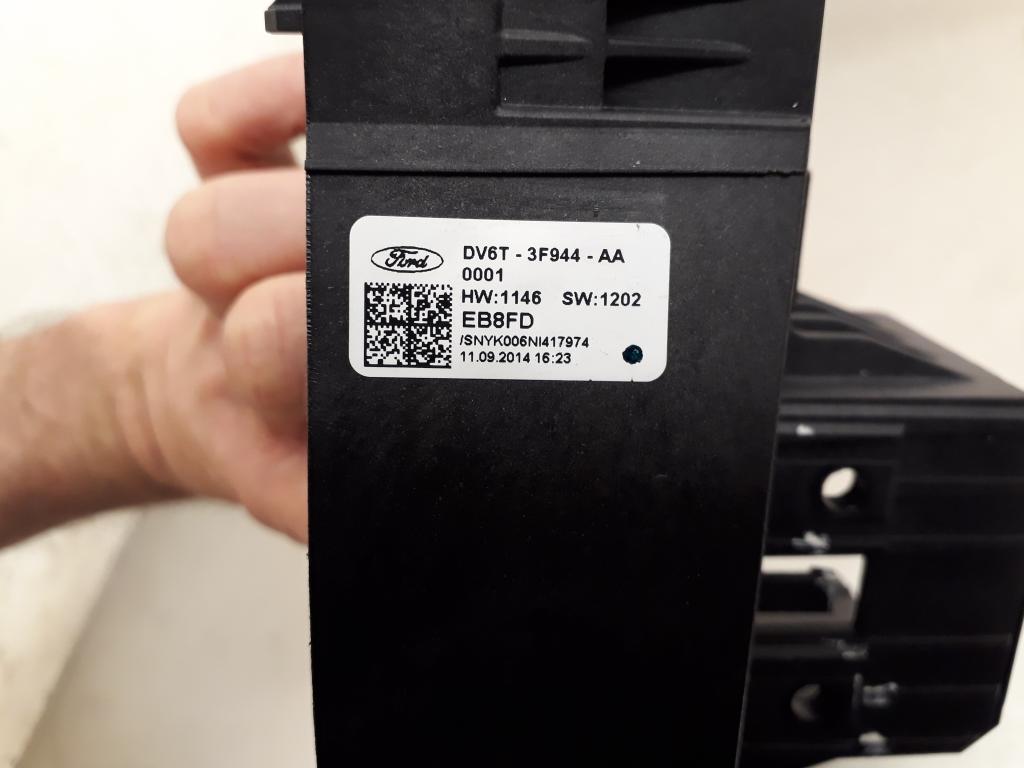 Ford
DV6T - 3F944 - AA
0001
HW:1146 SW:1202
EB8FD
/SNYK006NI417974
11.09.2014 16:23